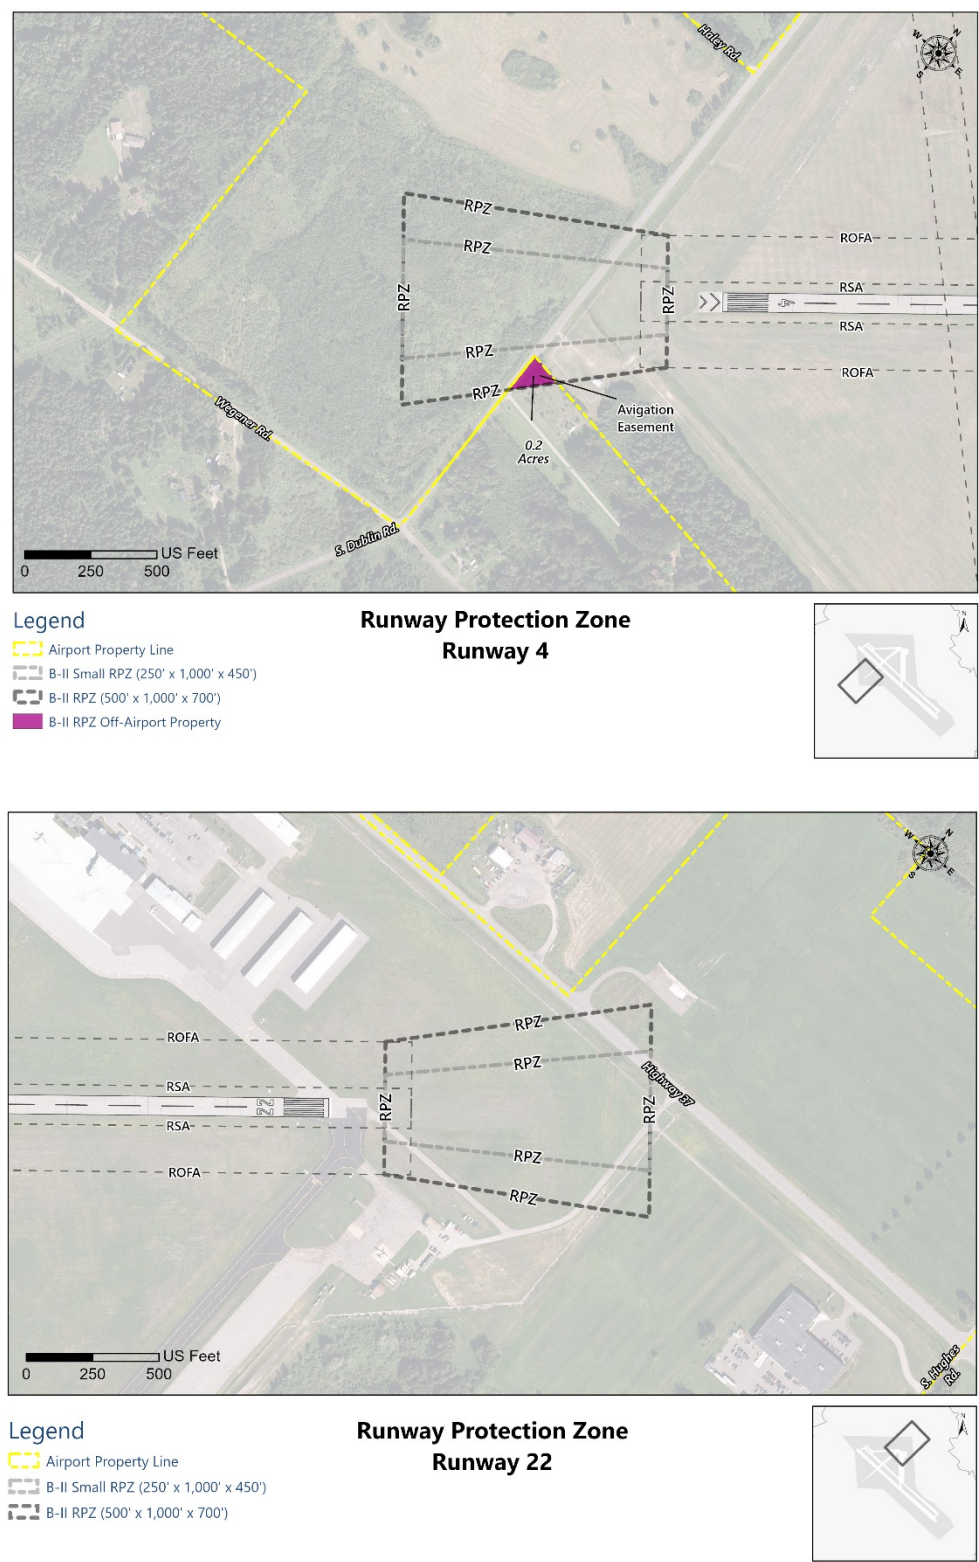 Haley Rd.
W N
S E
RPZ
RPZ
ROFA
RSA
RPZ
RPZ
RSA
RPZ
ROFA
RPZ
Avigation
Easement
0.2
Acres
Wegener Rd.
S. Dublin Rd.
US Feet
0 250 500
Legend
Airport Property Line
B-II Small RPZ (250' x 1,000' x 450')
B-II RPZ (500' x 1,000' x 700')
B-II RPZ Off-Airport Property
Runway Protection Zone
Runway 4
N
W N
S E
RPZ
ROFA
RPZ
Highway 37
RSA
22
RPZ
RPZ
RSA
RPZ
ROFA
RPZ
S. Hughes
Rd.
US Feet
0 250 500
Legend
Airport Property Line
B-II Small RPZ (250' x 1,000' x 450')
B-II RPZ (500' x 1,000' x 700')
Runway Protection Zone
Runway 22
N